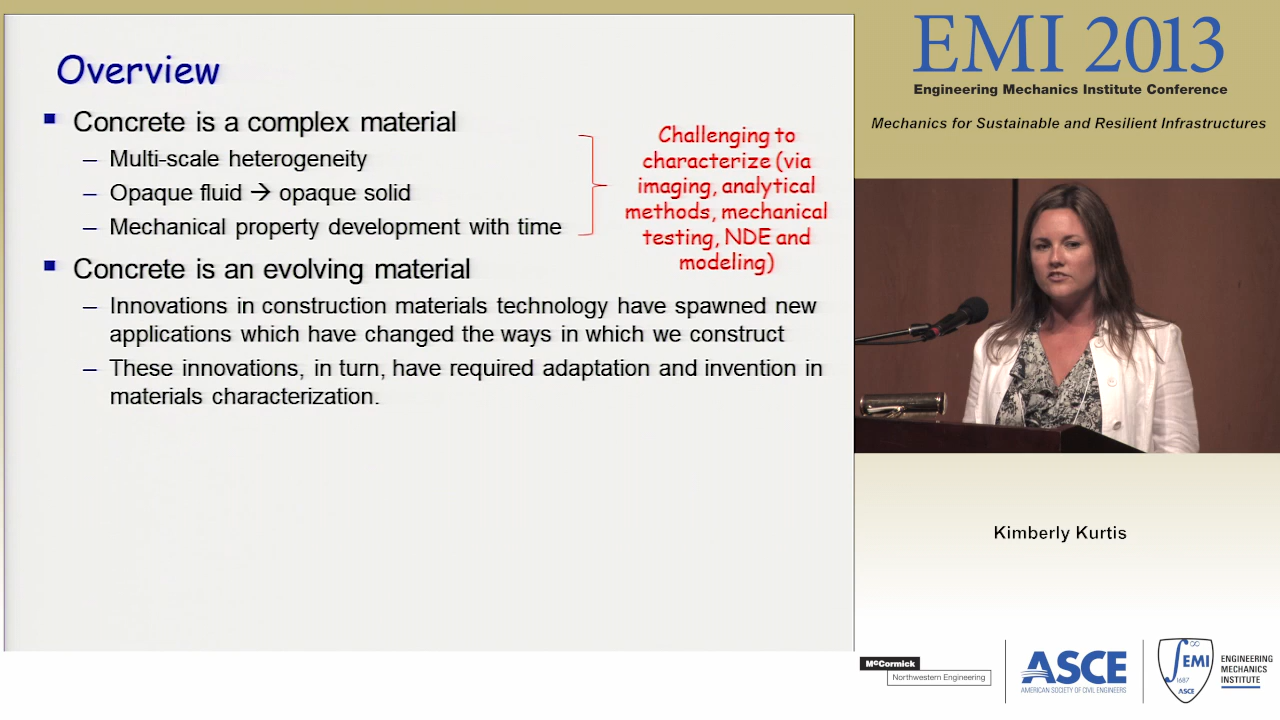 Overview
Concrete is a complex material
– Multi-scale heterogeneity
– Opaque fluid → opaque solid
– Mechanical property development with time
Challenging to
characterize (via
imaging, analytical
methods, mechanical
testing, NDE and
modeling)
Concrete is an evolving material
– Innovations in construction materials technology have spawned new
applications which have changed the ways in which we construct
– These innovations, in turn, have required adaptation and invention in
materials characterization.
EMI 2013
Engineering Mechanics Institute Conference
Mechanics for Sustainable and Resilient Infrastructures
Kimberly Kurtis
McCormick
Northwestern Engineering
ASCE
AMERICAN SOCIETY OF CIVIL ENGINEERS
∞
∫EMI
1687
ASCE
ENGINEERING
MECHANICS
INSTITUTE